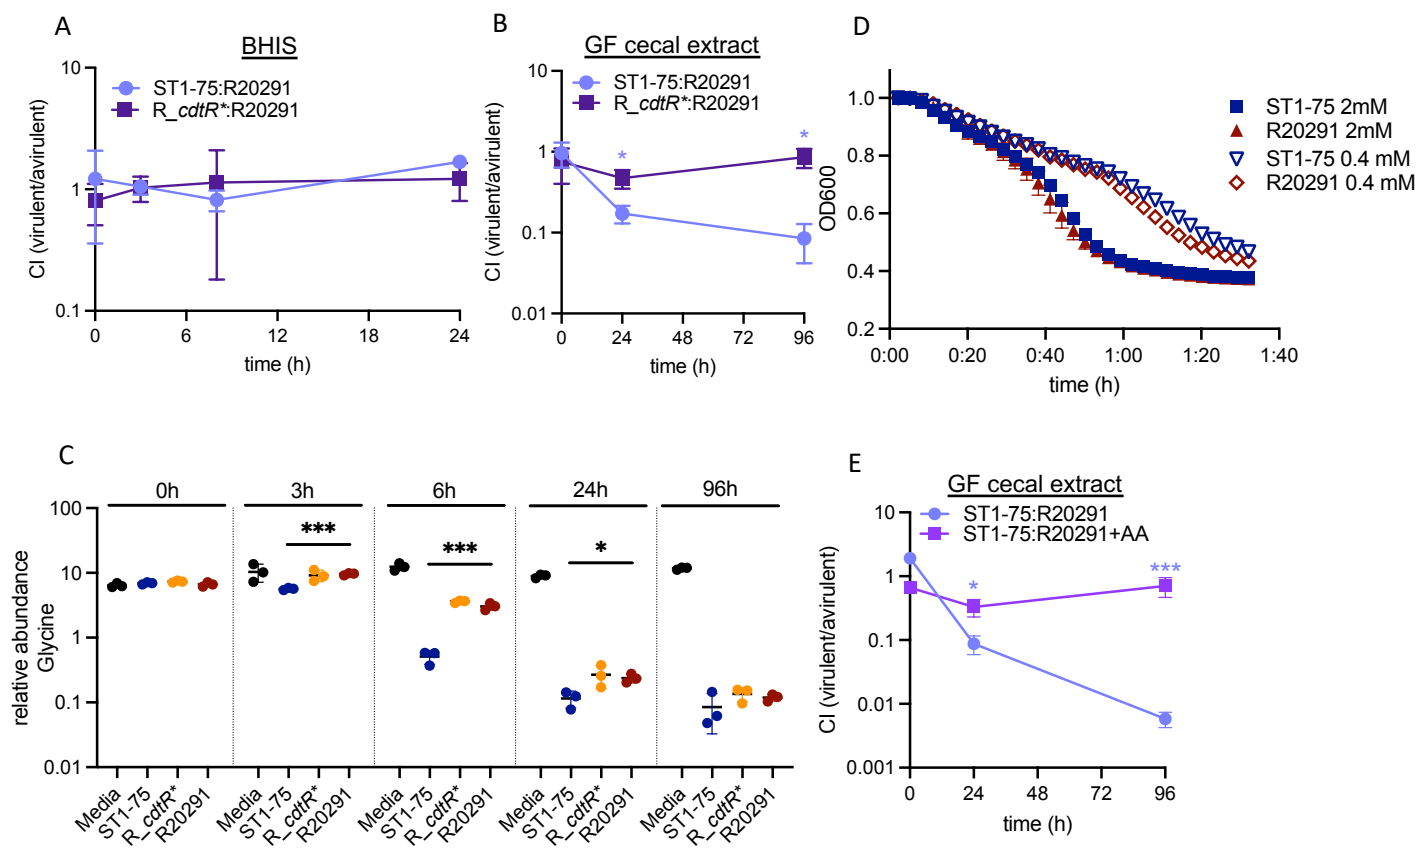 A
BHIS
ST1-75:R20291
R_cdtR*:R20291
CI (virulent/avirulent)
10
1
0.1
0
6
12
18
24
time (h)
B
GF cecal extract
ST1-75:R20291
R_cdtR*:R20291
CI (virulent/avirulent)
10
1
0.1
0.01
*
*
0
24
48
72
96
time (h)
D
OD600
1.0
0.8
0.6
0.4
0.2
0:00
0:20
0:40
1:00
1:20
1:40
time (h)
ST1-75 2mM
R20291 2mM
ST1-75 0.4 mM
R20291 0.4 mM
C
relative abundance
Glycine
100
10
1
0.1
0.01
0h
3h
6h
24h
96h
***
***
*
Media
ST1-75
R_cdtR*
R20291
Media
ST1-75
R_cdtR*
R20291
Media
ST1-75
R_cdtR*
R20291
Media
ST1-75
R_cdtR*
R20291
Media
ST1-75
R_cdtR*
R20291
E
GF cecal extract
ST1-75:R20291
ST1-75:R20291+AA
CI (virulent/avirulent)
10
1
0.1
0.01
0.001
*
***
0
24
48
72
96
time (h)